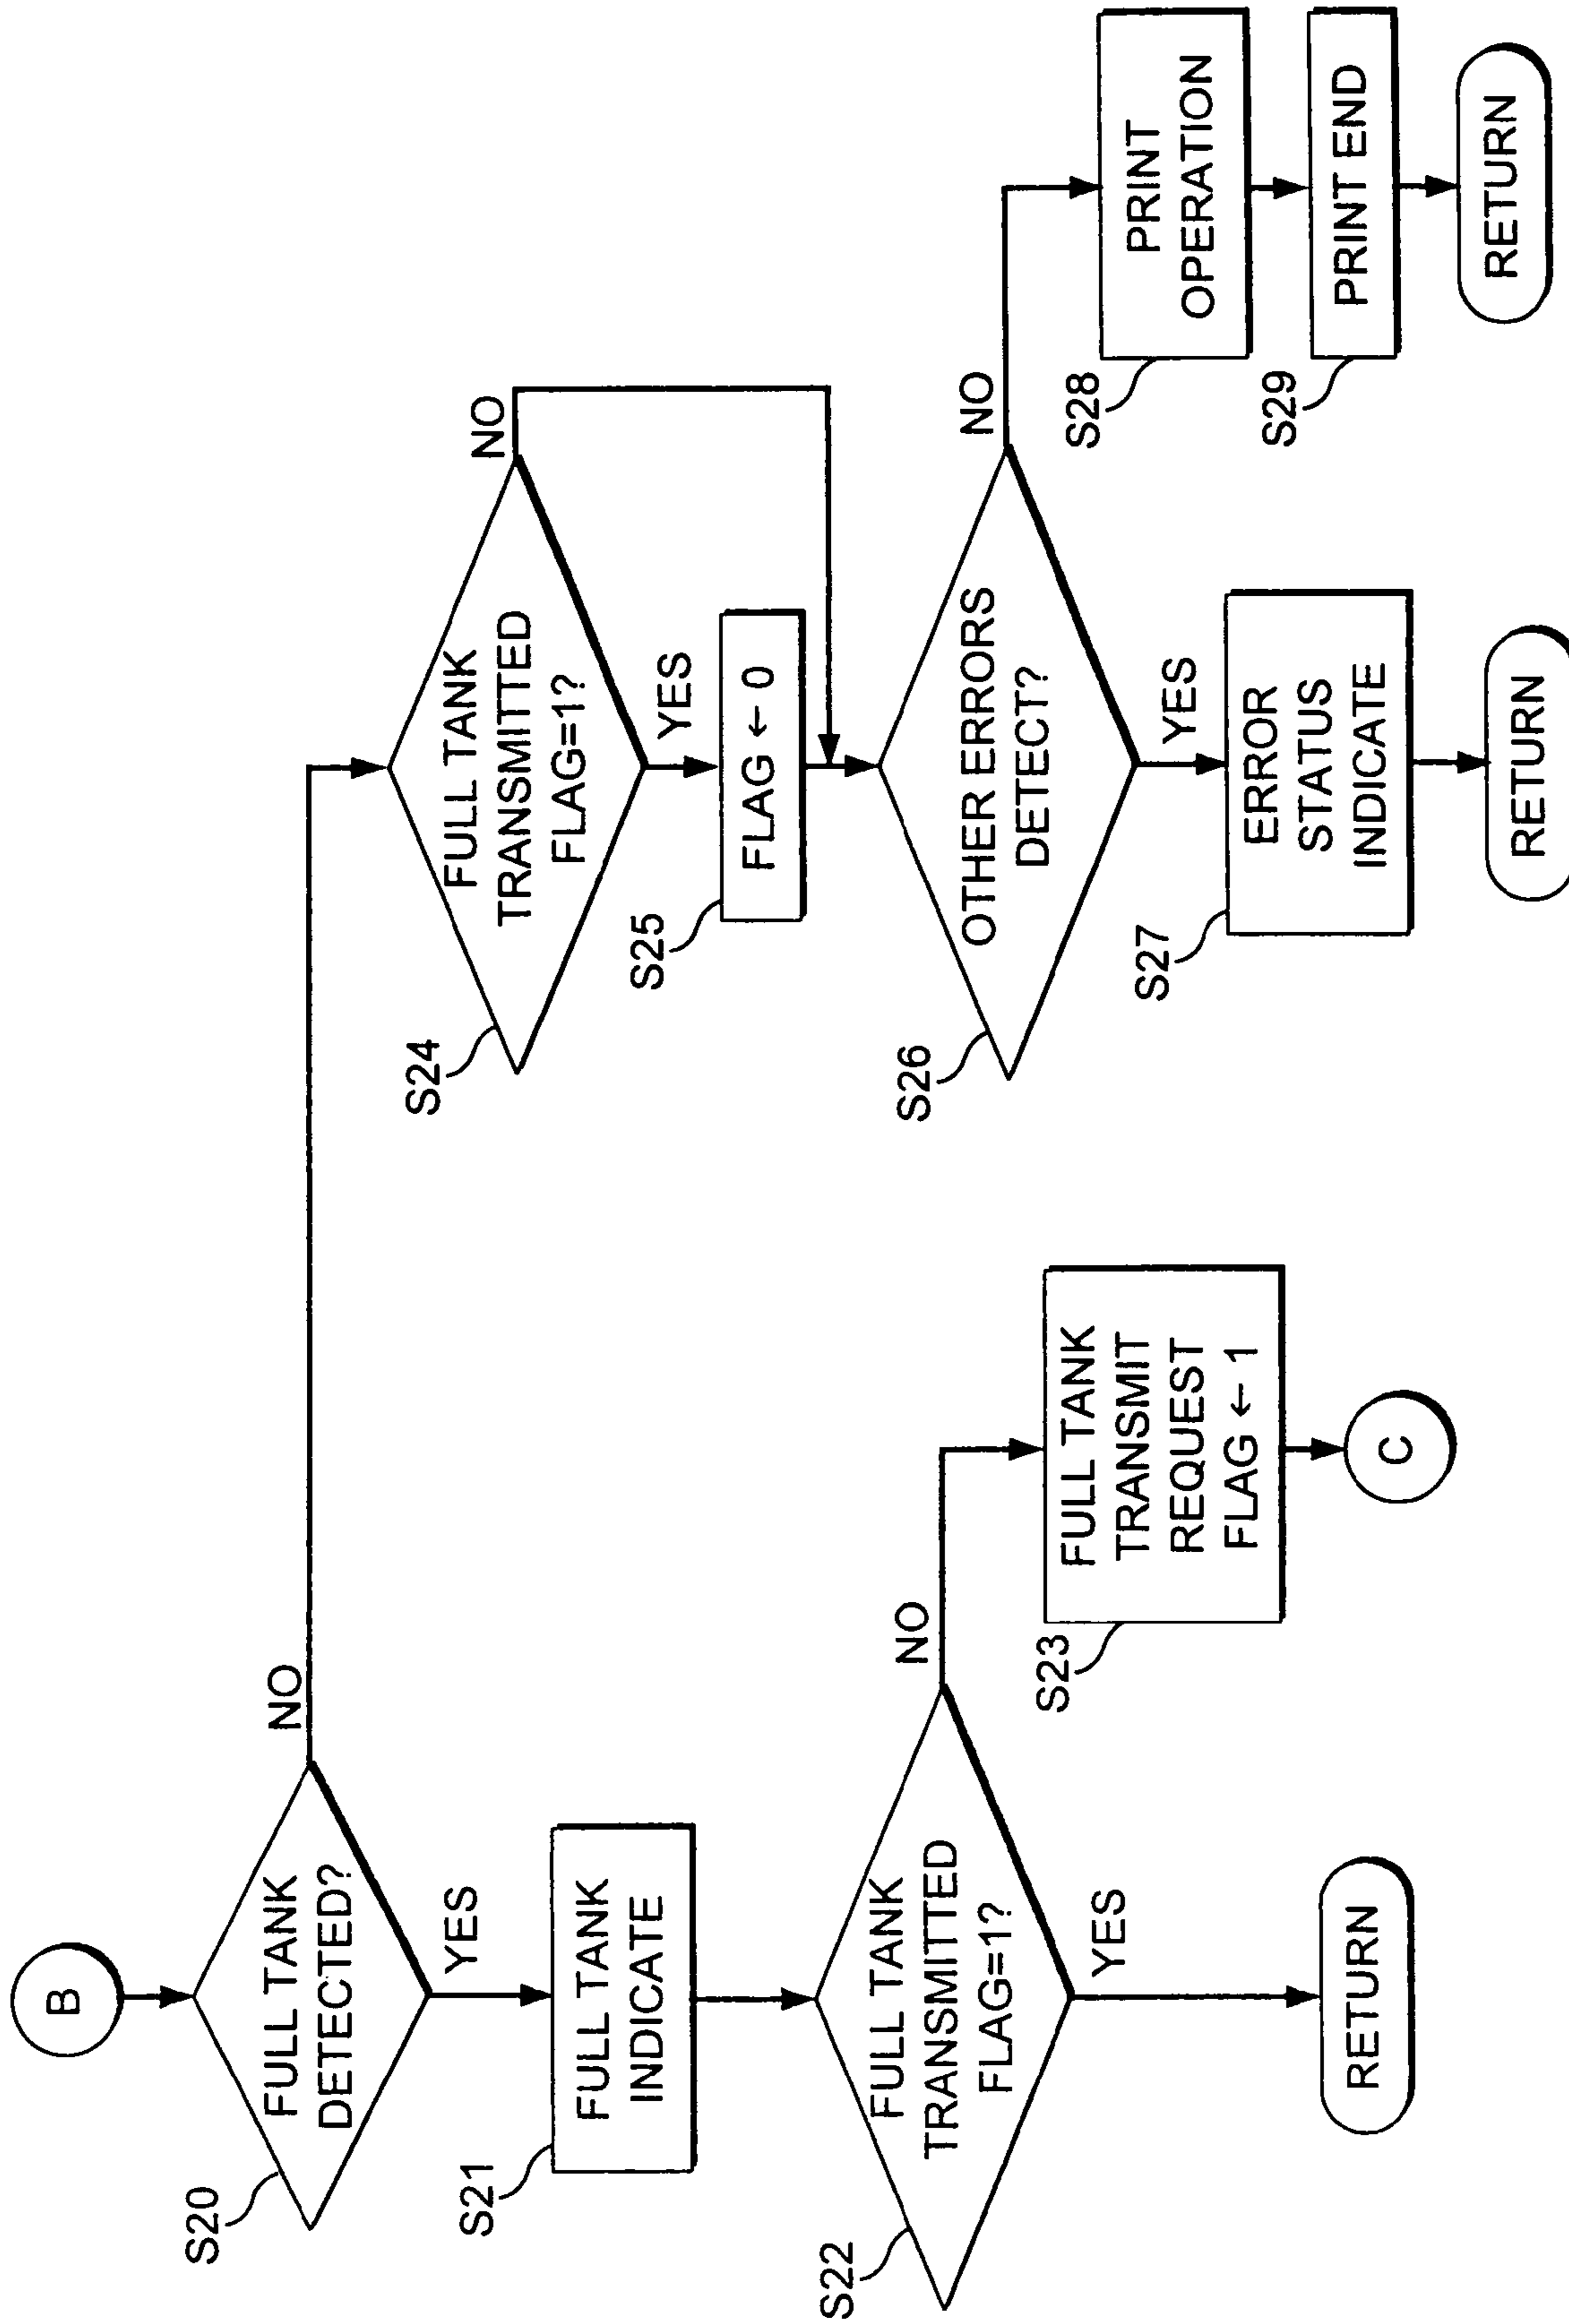 B
S20
FULL TANK
DETECTED?
NO
YES
S21
FULL TANK
INDICATE
S22
FULL TANK
TRANSMITTED
FLAG=1?
NO
YES
RETURN
S23
FULL TANK
TRANSMIT
REQUEST
FLAG ← 1
C
S24
FULL TANK
TRANSMITTED
FLAG=1?
NO
YES
S25
FLAG ← 0
S26
OTHER ERRORS
DETECT?
NO
YES
S27
ERROR
STATUS
INDICATE
RETURN
S28
PRINT
OPERATION
S29
PRINT END
RETURN